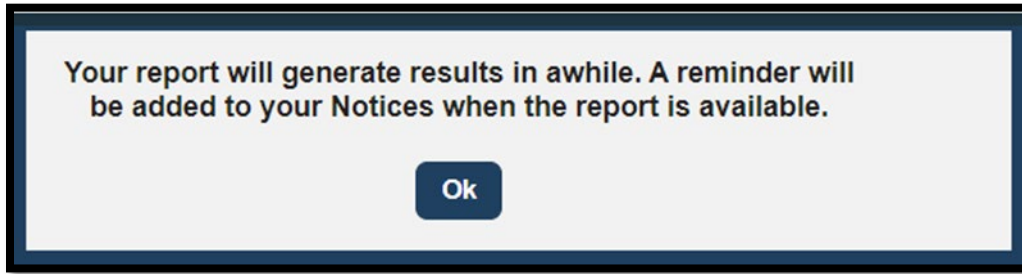 Your report will generate results in awhile. A reminder will
be added to your Notices when the report is available.
Ok